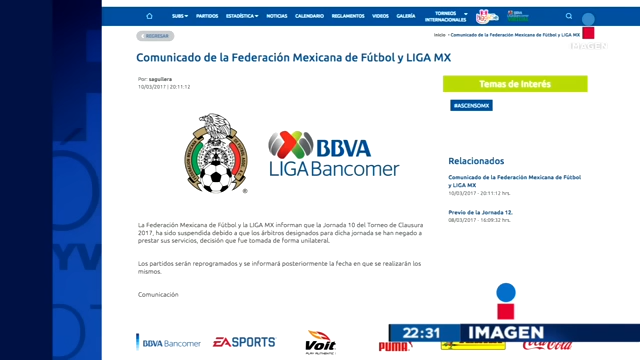 SUBS PARTIDOS ESTADÍSTICA NOTICIAS CALENDARIO REGLAMENTOS VIDEOS GALERÍA TORNEOS INTERNACIONALES
REGRESAR
Inicio • Comunicado de la Federación Mexicana de Fútbol y LIGA MX
IMAGEN
Comunicado de la Federación Mexicana de Fútbol y LIGA MX
Por: saguilera
10/03/2017 | 20:11:12
Temas de Interés
#ASCENSOMX
BBVA
LIGA Bancomer
Relacionados
Comunicado de la Federación Mexicana de Fútbol
y LIGA MX
10/03/2017 - 20:11:12 hrs.
Previo de la Jornada 12.
08/03/2017 - 16:09:32 hrs.
La Federación Mexicana de Fútbol y la LIGA MX informan que la Jornada 10 del Torneo de Clausura
2017, ha sido suspendida debido a que los árbitros designados para dicha jornada se han negado a
prestar sus servicios, decisión que fue tomada de forma unilateral.
Los partidos serán reprogramados y se informará posteriormente la fecha en que se realizarán los
mismos.
Comunicación
22:31 IMAGEN
BBVA Bancomer EA SPORTS Voit PUMA Coca Cola